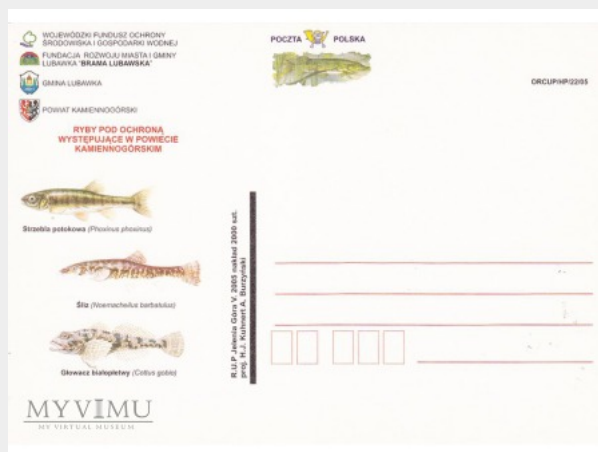 WOJEWÓDZKI FUNDUSZ OCHRONY
ŚRODOWISKA I GOSPODARKI WODNEJ
FUNDACJA ROZWOJU MIASTA I GMINY
LUBAWKA "BRAMA LUBAWSKA"
GMINA LUBAWKA
POWIAT KAMIENNOGÓRSKI
RYBY POD OCHRONĄ
WYSTĘPUJĄCE W POWIECIE
KAMIENNOGÓRSKIM
Strzebla potokowa (Phoxinus phoxinus)
Śliz (Noemacheilus barbatulus)
Głowacz białopłetwy (Cottus gobio)
R.U.P Jelenia Góra V. 2005 nakład 2000 szt.
proj. H.J. Kuhnert A. Burzyński
POCZTA POLSKA
ORCUP/HP/22/05
MYVIMU
MY VIRTUAL MUSEUM